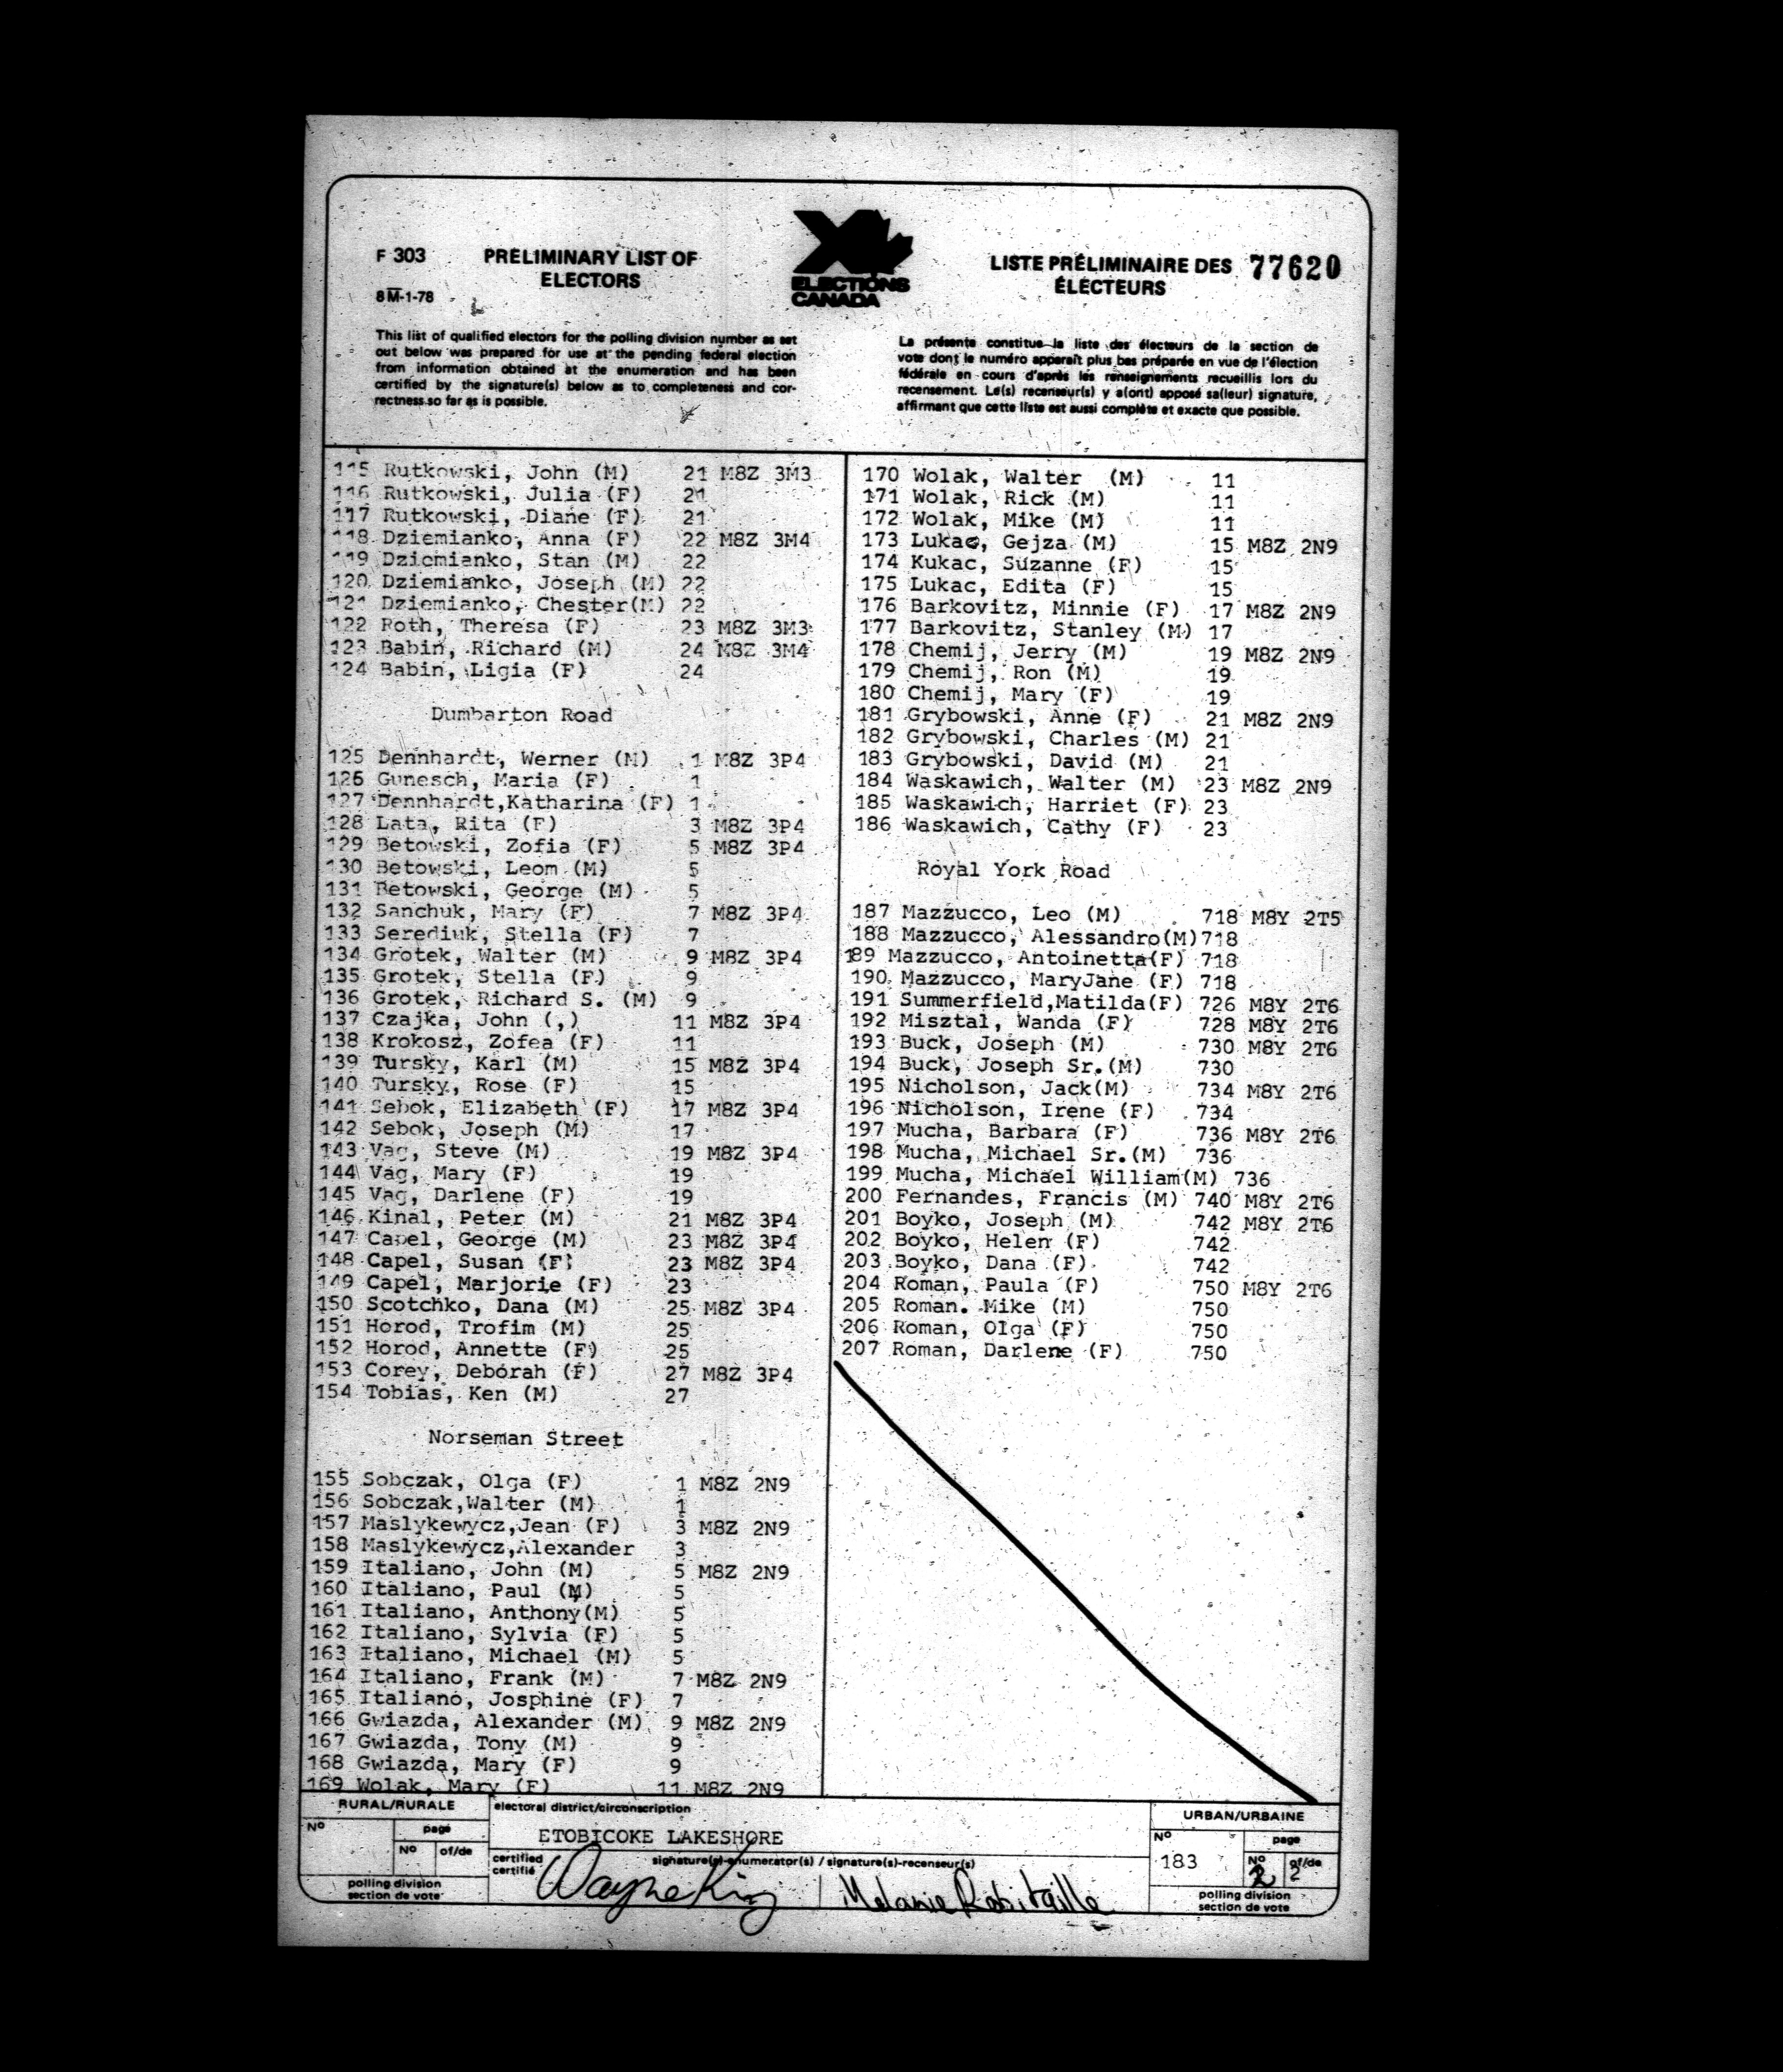 F 303
PRELIMINARY LIST OF
ELECTORS
8M-1-78
ELECTIONS
CANADA
LISTE PRÉLIMINAIRE DES
ÉLECTEURS
77620
This list of qualified electors for the polling division number as set
out below was prepared for use at the pending federal election
from information obtained at the enumeration and has been
certified by the signature(s) below as to completeness and cor-
rectness so far as is possible.
La présente constitue la liste des électeurs de la section de
vote dont le numéro apparaît plus bas préparée en vue de l'élection
fédérale en cours d'après les renseignements recueillis lors du
recensement. Le(s) recenseur(s) y a(ont) apposé sa(leur) signature,
affirmant que cette liste est aussi complète et exacte que possible.
115 Rutkowski, John (M) 21 M8Z 3M3
116 Rutkowski, Julia (F) 21
117 Rutkowski, Diane (F) 21
118 Dziemianko, Anna (F) 22 M8Z 3M4
119 Dziemianko, Stan (M) 22
120 Dziemianko, Joseph (M) 22
121 Dziemianko, Chester(M) 22
122 Roth, Theresa (F) 23 M8Z 3M3
123 Babin, Richard (M) 24 M8Z 3M4
124 Babin, Ligia (F) 24
Dumbarton Road
125 Dennhardt, Werner (M) 1 M8Z 3P4
126 Gunesch, Maria (F) 1
127 Dennhardt,Katharina (F) 1
128 Lata, Rita (F) 3 M8Z 3P4
129 Betowski, Zofia (F) 5 M8Z 3P4
130 Betowski, Leom (M) 5
131 Betowski, George (M) 5
132 Sanchuk, Mary (F) 7 M8Z 3P4
133 Serediuk, Stella (F) 7
134 Grotek, Walter (M) 9 M8Z 3P4
135 Grotek, Stella (F) 9
136 Grotek, Richard S. (M) 9
137 Czajka, John (,) 11 M8Z 3P4
138 Krokosz, Zofea (F) 11
139 Tursky, Karl (M) 15 M8Z 3P4
140 Tursky, Rose (F) 15
141 Sebok, Elizabeth (F) 17 M8Z 3P4
142 Sebok, Joseph (M) 17
143 Vag, Steve (M) 19 M8Z 3P4
144 Vag, Mary (F) 19
145 Vag, Darlene (F) 19
146 Kinal, Peter (M) 21 M8Z 3P4
147 Capel, George (M) 23 M8Z 3P4
148 Capel, Susan (F) 23 M8Z 3P4
149 Capel, Marjorie (F) 23
150 Scotchko, Dana (M) 25 M8Z 3P4
151 Horod, Trofim (M) 25
152 Horod, Annette (F) 25
153 Corey, Deborah (F) 27 M8Z 3P4
154 Tobias, Ken (M) 27
Norseman Street
155 Sobczak, Olga (F) 1 M8Z 2N9
156 Sobczak,Walter (M) 1
157 Maslykewycz,Jean (F) 3 M8Z 2N9
158 Maslykewycz,Alexander 3
159 Italiano, John (M) 5 M8Z 2N9
160 Italiano, Paul (M) 5
161 Italiano, Anthony(M) 5
162 Italiano, Sylvia (F) 5
163 Italiano, Michael (M) 5
164 Italiano, Frank (M) 7 M8Z 2N9
165 Italiano, Josphine (F) 7
166 Gwiazda, Alexander (M) 9 M8Z 2N9
167 Gwiazda, Tony (M) 9
168 Gwiazda, Mary (F) 9
169 Wolak, Mary (F) 11 M8Z 2N9
170 Wolak, Walter (M) 11
171 Wolak, Rick (M) 11
172 Wolak, Mike (M) 11
173 Lukac, Gejza (M) 15 M8Z 2N9
174 Kukac, Suzanne (F) 15
175 Lukac, Edita (F) 15
176 Barkovitz, Minnie (F) 17 M8Z 2N9
177 Barkovitz, Stanley (M) 17
178 Chemij, Jerry (M) 19 M8Z 2N9
179 Chemij, Ron (M) 19
180 Chemij, Mary (F) 19
181 Grybowski, Anne (F) 21 M8Z 2N9
182 Grybowski, Charles (M) 21
183 Grybowski, David (M) 21
184 Waskawich, Walter (M) 23 M8Z 2N9
185 Waskawich, Harriet (F) 23
186 Waskawich, Cathy (F) 23
Royal York Road
187 Mazzucco, Leo (M) 718 M8Y 2T5
188 Mazzucco, Alessandro(M)718
189 Mazzucco, Antoinetta(F) 718
190 Mazzucco, MaryJane (F) 718
191 Summerfield,Matilda(F) 726 M8Y 2T6
192 Misztal, Wanda (F) 728 M8Y 2T6
193 Buck, Joseph (M) 730 M8Y 2T6
194 Buck, Joseph Sr.(M) 730
195 Nicholson, Jack(M) 734 M8Y 2T6
196 Nicholson, Irene (F) 734
197 Mucha, Barbara (F) 736 M8Y 2T6
198 Mucha, Michael Sr.(M) 736
199 Mucha, Michael William(M) 736
200 Fernandes, Francis (M) 740 M8Y 2T6
201 Boyko, Joseph (M) 742 M8Y 2T6
202 Boyko, Helen (F) 742
203 Boyko, Dana (F) 742
204 Roman, Paula (F) 750 M8Y 2T6
205 Roman. Mike (M) 750
206 Roman, Olga (F) 750
207 Roman, Darlene (F) 750
RURAL/RURALE
No
page
No of/de
polling division
section de vote
electoral district/circonscription
ETOBICOKE LAKESHORE
certified
certifié
signature(s)-enumerator(s) / signature(s)-recenseur(s)
Wayne King
Melanie Robitaille
URBAN/URBAINE
No
183
page
No of/de
2 2
polling division
section de vote